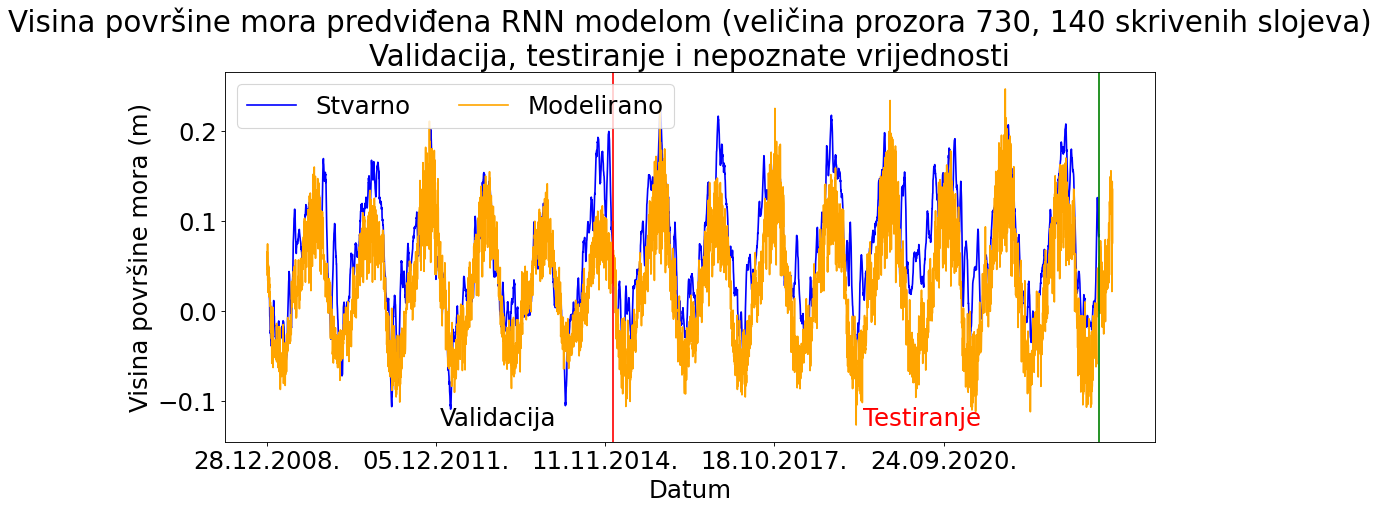 Visina površine mora predviđena RNN modelom (veličina prozora 730, 140 skrivenih slojeva)
Validacija, testiranje i nepoznate vrijednosti
Stvarno
Modelirano
Visina površine mora (m)
0.2
0.1
0.0
−0.1
Validacija
Testiranje
28.12.2008.
05.12.2011.
11.11.2014.
18.10.2017.
24.09.2020.
Datum